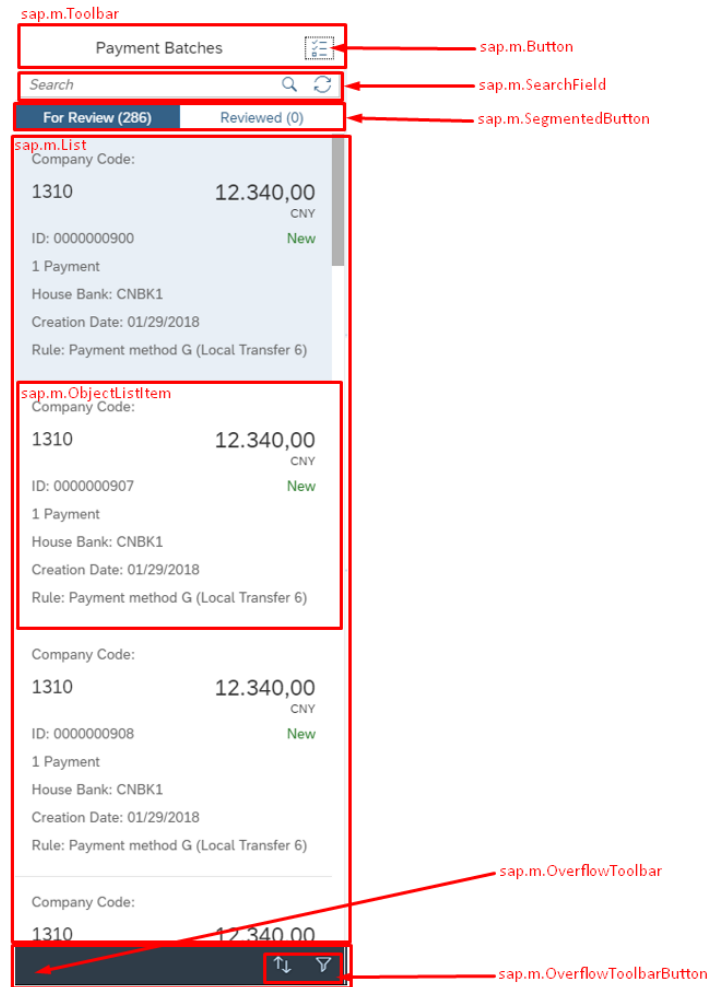 sap.m.Toolbar
Payment Batches
sap.m.Button
Search
sap.m.SearchField
For Review (286) Reviewed (0)
sap.m.SegmentedButton
sap.m.List
Company Code:
1310 12.340,00
CNY
ID: 0000000900 New
1 Payment
House Bank: CNBK1
Creation Date: 01/29/2018
Rule: Payment method G (Local Transfer 6)
sap.m.ObjectListItem
Company Code:
1310 12.340,00
CNY
ID: 0000000907 New
1 Payment
House Bank: CNBK1
Creation Date: 01/29/2018
Rule: Payment method G (Local Transfer 6)
Company Code:
1310 12.340,00
CNY
ID: 0000000908 New
1 Payment
House Bank: CNBK1
Creation Date: 01/29/2018
Rule: Payment method G (Local Transfer 6)
sap.m.OverflowToolbar
Company Code:
1310 12.340,00
sap.m.OverflowToolbarButton